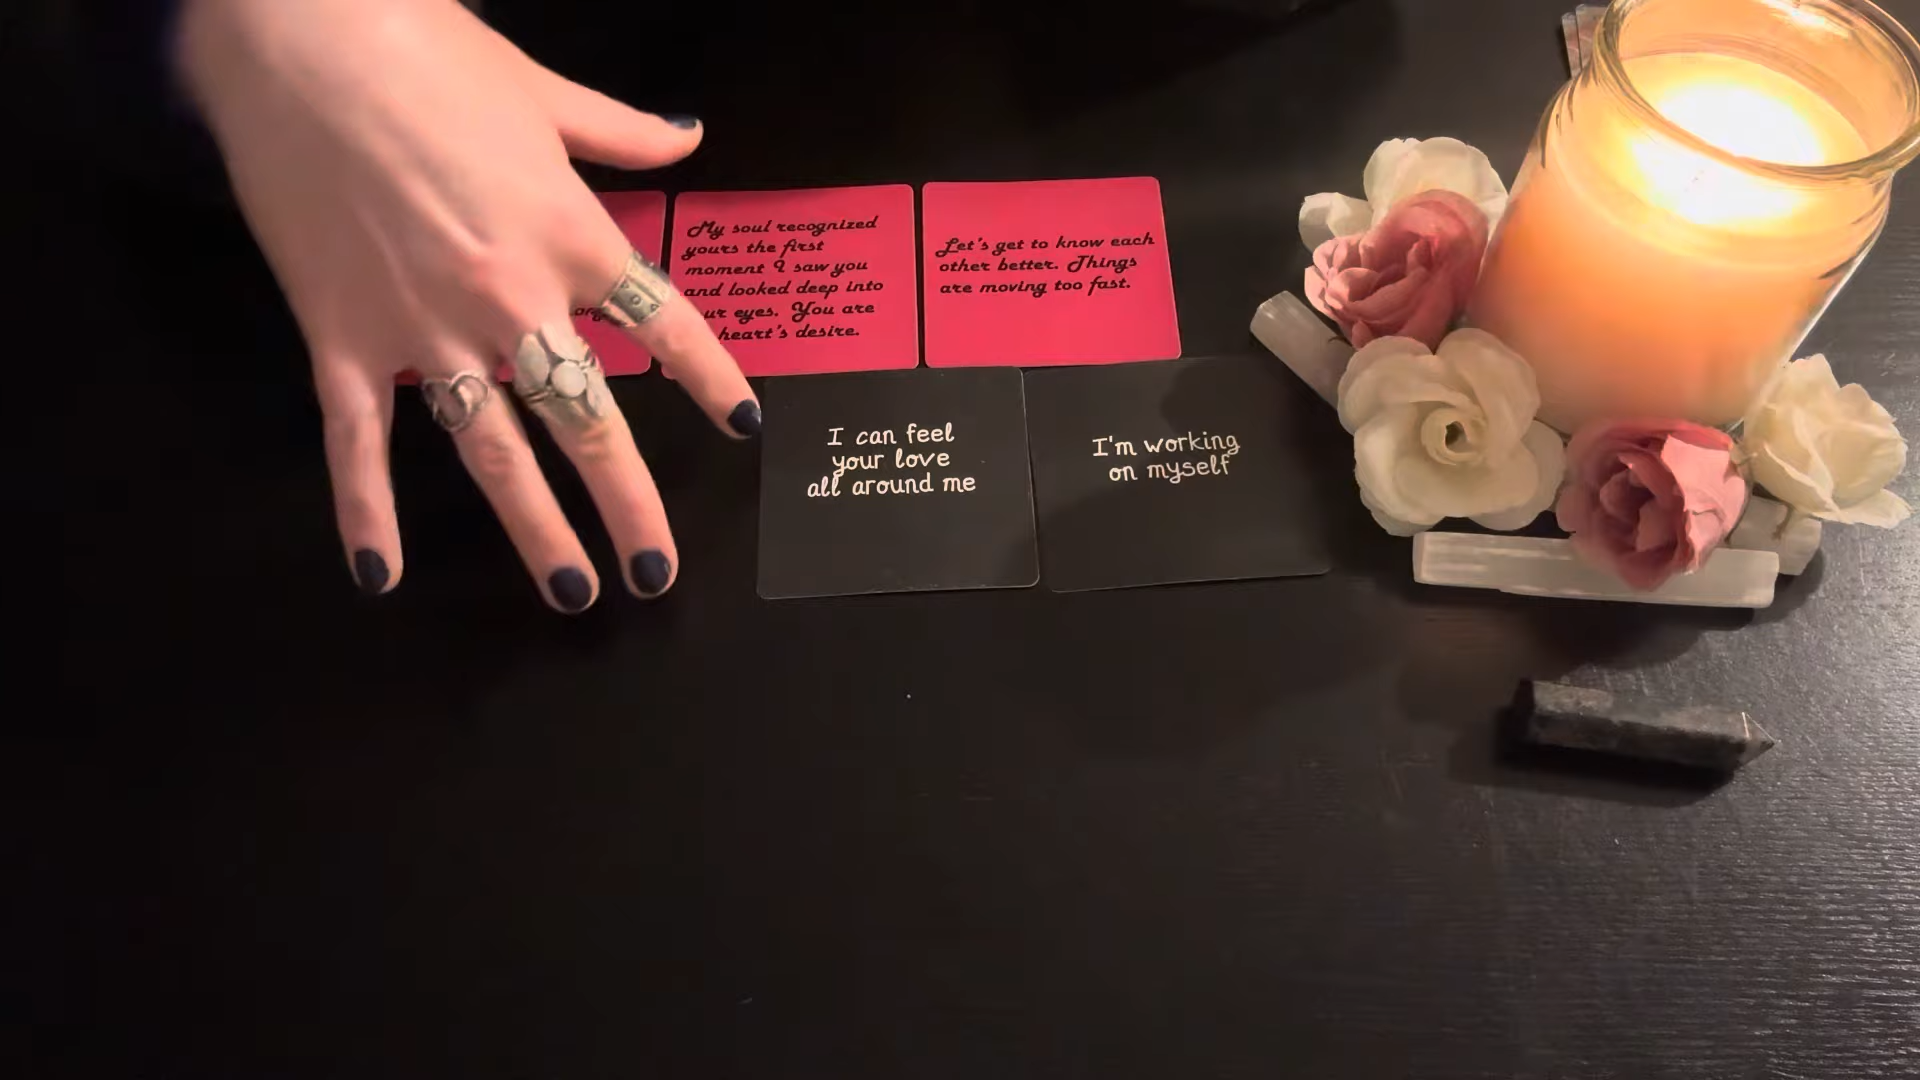 My soul recognized
yours the first
moment I saw you
and looked deep into
ur eyes. You are
heart's desire.
Let's get to know each
other better. Things
are moving too fast.
I can feel
your love
all around me
I'm working
on myself